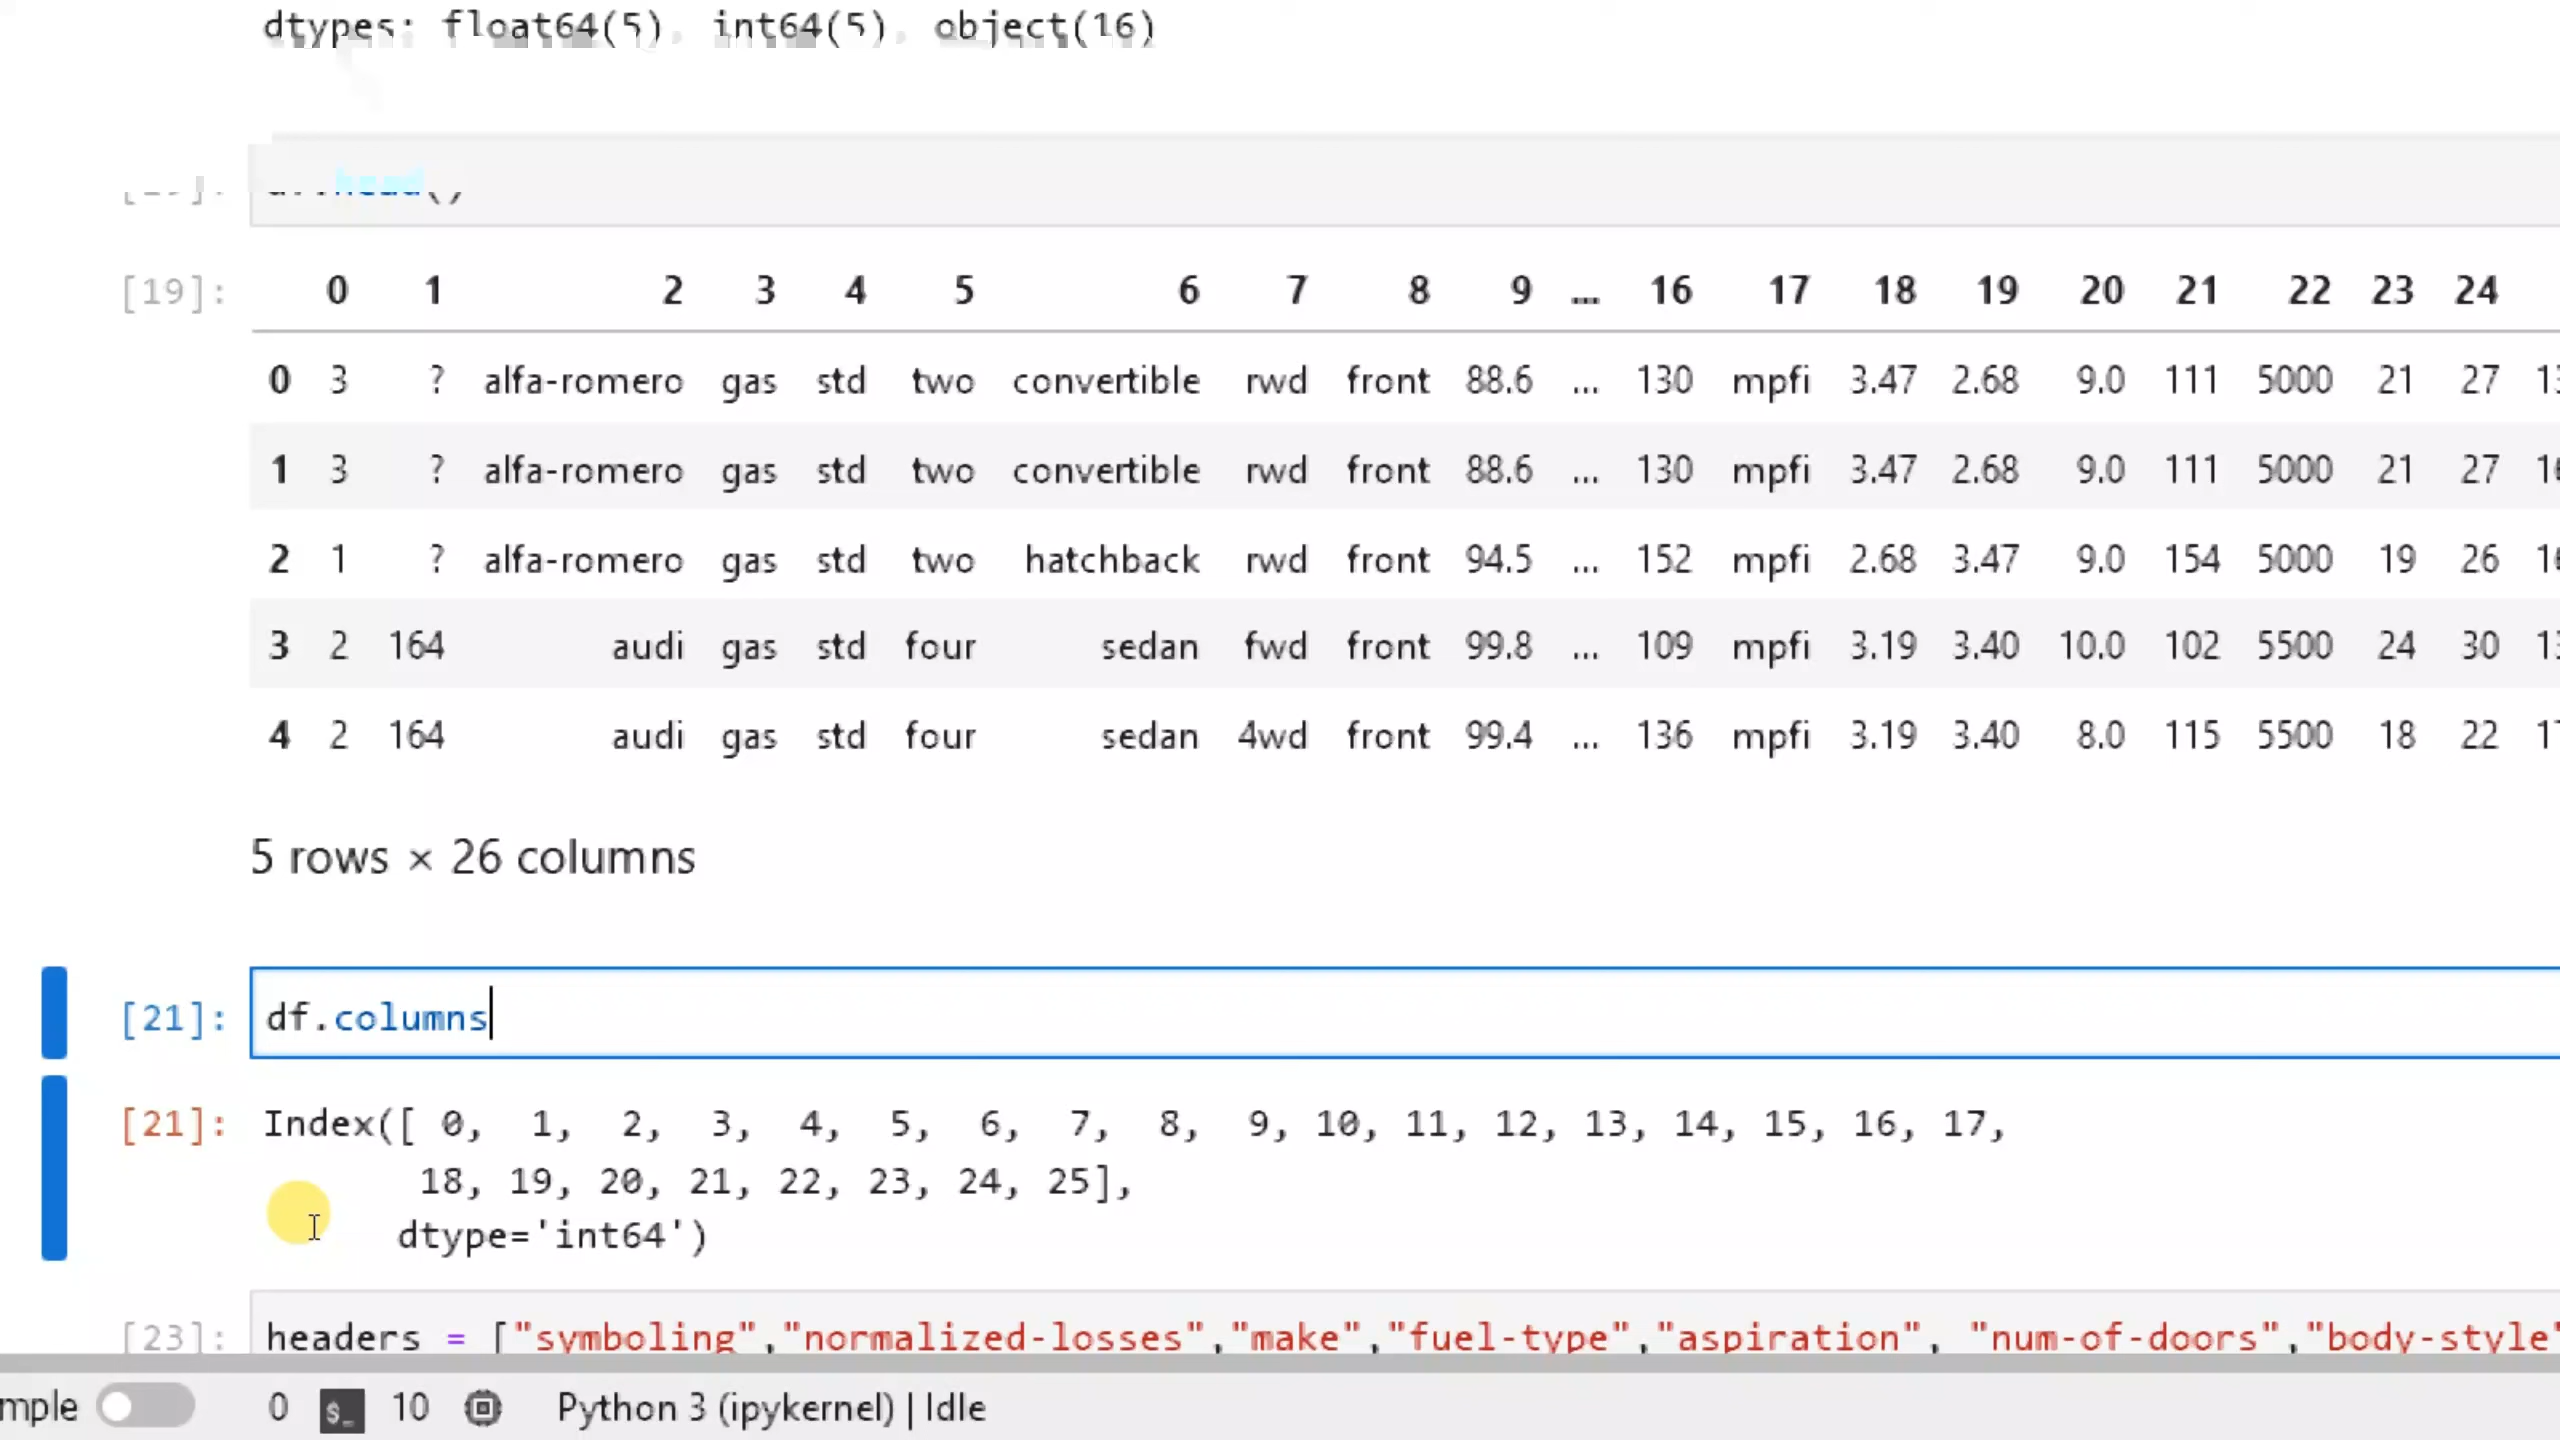 dtypes: float64(5), int64(5), object(16)
[19]: df.head()
[19]: 0 1 2 3 4 5 6 7 8 9 ... 16 17 18 19 20 21 22 23 24
0 3 ? alfa-romero gas std two convertible rwd front 88.6 ... 130 mpfi 3.47 2.68 9.0 111 5000 21 27
1 3 ? alfa-romero gas std two convertible rwd front 88.6 ... 130 mpfi 3.47 2.68 9.0 111 5000 21 27
2 1 ? alfa-romero gas std two hatchback rwd front 94.5 ... 152 mpfi 2.68 3.47 9.0 154 5000 19 26
3 2 164 audi gas std four sedan fwd front 99.8 ... 109 mpfi 3.19 3.40 10.0 102 5500 24 30
4 2 164 audi gas std four sedan 4wd front 99.4 ... 136 mpfi 3.19 3.40 8.0 115 5500 18 22
5 rows × 26 columns
[21]: df.columns
[21]: Index([ 0, 1, 2, 3, 4, 5, 6, 7, 8, 9, 10, 11, 12, 13, 14, 15, 16, 17,
18, 19, 20, 21, 22, 23, 24, 25],
dtype='int64')
[23]: headers = ["symboling","normalized-losses","make","fuel-type","aspiration", "num-of-doors","body-style"
mple 0 $_ 10 Python 3 (ipykernel) | Idle